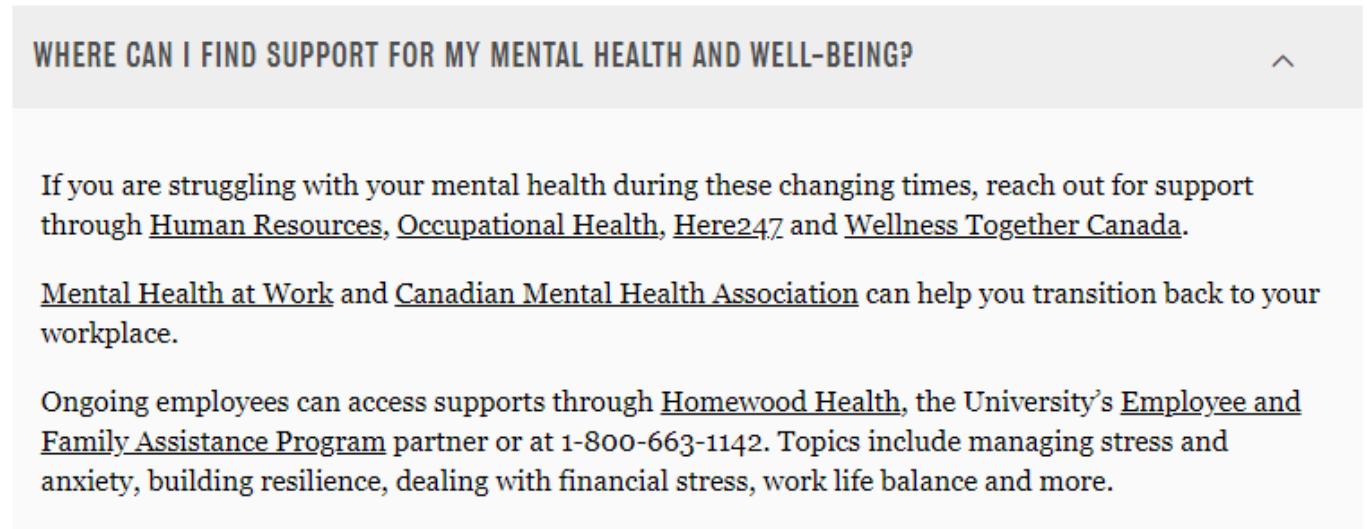 WHERE CAN I FIND SUPPORT FOR MY MENTAL HEALTH AND WELL-BEING?
If you are struggling with your mental health during these changing times, reach out for support
through Human Resources, Occupational Health, Here247 and Wellness Together Canada.
Mental Health at Work and Canadian Mental Health Association can help you transition back to your
workplace.
Ongoing employees can access supports through Homewood Health, the University’s Employee and
Family Assistance Program partner or at 1-800-663-1142. Topics include managing stress and
anxiety, building resilience, dealing with financial stress, work life balance and more.